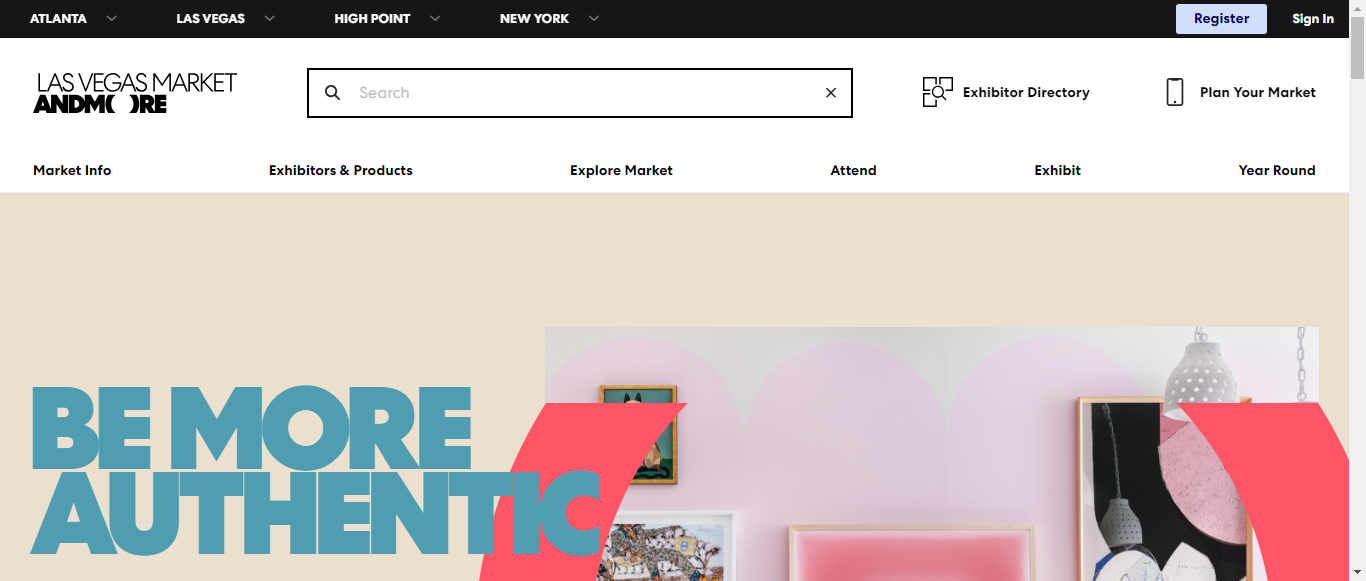 ATLANTA LAS VEGAS HIGH POINT NEW YORK Register Sign In
LAS VEGAS MARKET
ANDMORE
Search
Exhibitor Directory
Plan Your Market
Market Info Exhibitors & Products Explore Market Attend Exhibit Year Round
BE MORE
AUTHENTIC